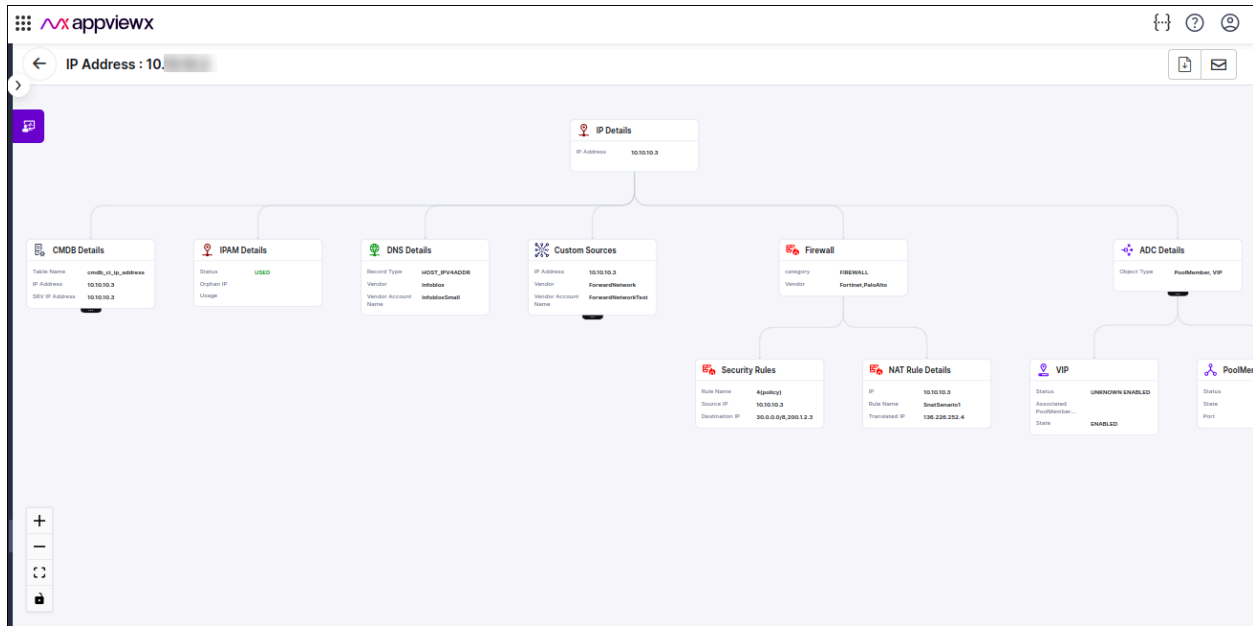 appviewx
{···}
?
IP Address : 10.
IP Details
IP Address 10.10.10.3
CMDB Details
Table Name cmdb_ci_ip_address
IP Address 10.10.10.3
SRV IP Address 10.10.10.3
IPAM Details
Status USED
Orphan IP
Usage
DNS Details
Record Type HOST_IPV4ADDR
Vendor Infoblox
Vendor Account InfobloxSmall
Name
Custom Sources
IP Address 10.10.10.3
Vendor ForwardNetwork
Vendor Account ForwardNetworkTest
Name
Firewall
category FIREWALL
Vendor Fortinet,PaloAlto
ADC Details
Object Type PoolMember, VIP
Security Rules
Rule Name 4(policy)
Source IP 10.10.10.3
Destination IP 30.0.0.0/8,200.1.2.3
NAT Rule Details
IP 10.10.10.3
Rule Name SnatSenario1
Translated IP 136.226.252.4
VIP
Status UNKNOWN ENABLED
Associated
PoolMember...
State ENABLED
PoolMer
Status
State
Port